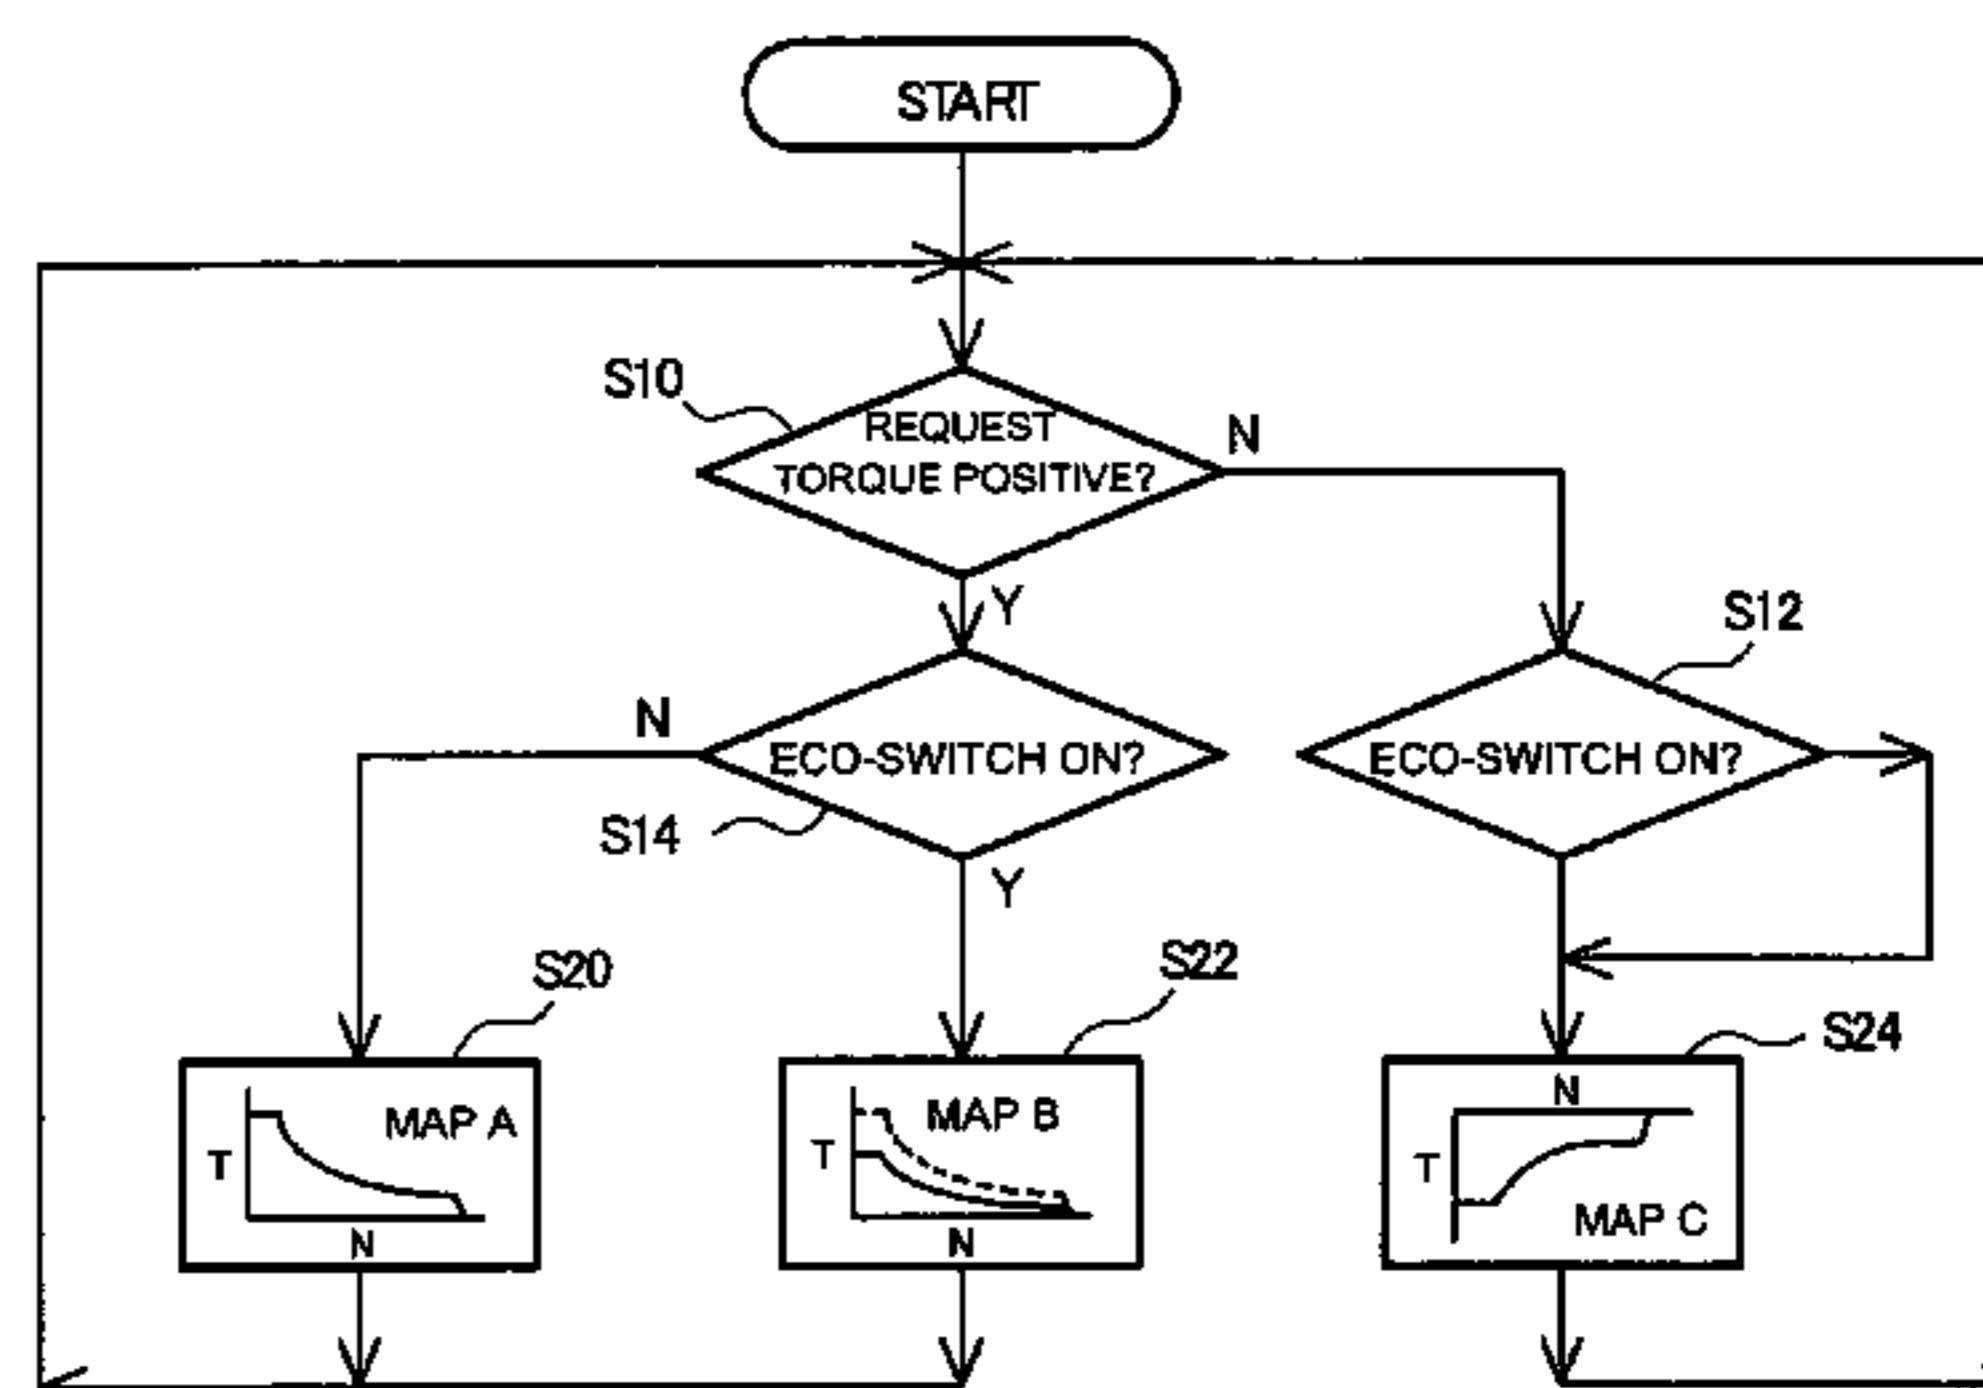 START
S10
REQUEST
TORQUE POSITIVE?
N
Y
S12
N
ECO-SWITCH ON?
ECO-SWITCH ON?
S14
Y
S20
S22
S24
MAP A
T
N
MAP B
T
N
N
T
MAP C